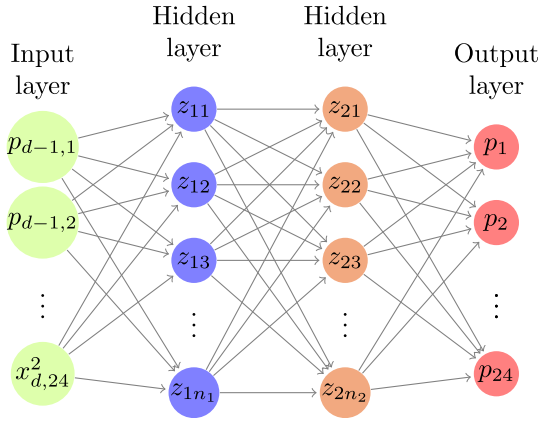 Input
layer
Hidden
layer
Hidden
layer
Output
layer
p_{d−1,1}
p_{d−1,2}
⋮
x^2_{d,24}
z_{11}
z_{12}
z_{13}
⋮
z_{1n_1}
z_{21}
z_{22}
z_{23}
⋮
z_{2n_2}
p_1
p_2
⋮
p_{24}